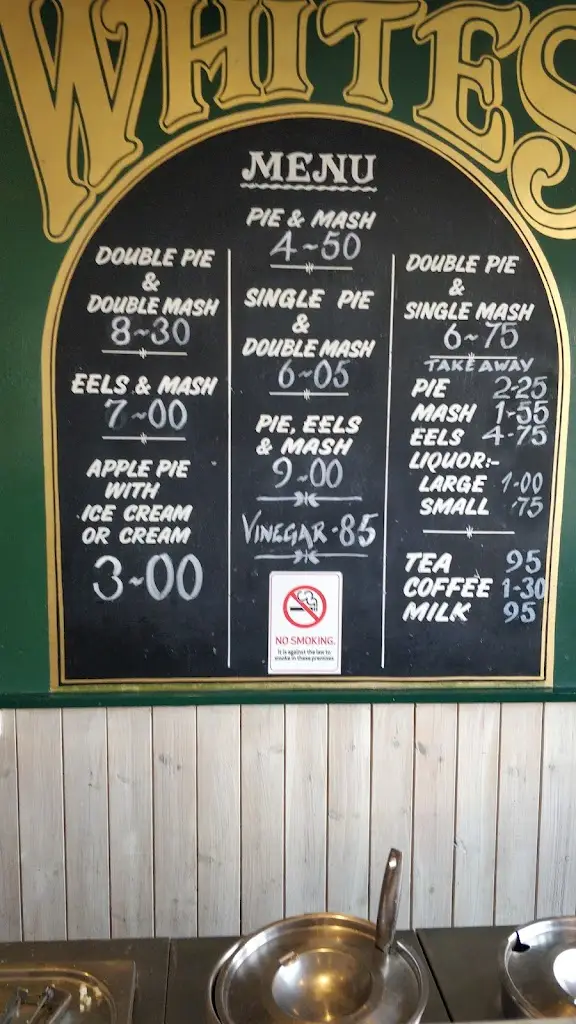 WHITES
MENU
PIE & MASH
4~50
DOUBLE PIE
&
DOUBLE MASH
8~30
EELS & MASH
7~00
APPLE PIE
WITH
ICE CREAM
OR CREAM
3~00
SINGLE PIE
&
DOUBLE MASH
6~05
PIE, EELS
& MASH
9~00
VINEGAR ·85
NO SMOKING.
It is against the law to
smoke in these premises
DOUBLE PIE
&
SINGLE MASH
6~75
TAKE AWAY
PIE 2-25
MASH 1-55
EELS 4-75
LIQUOR:-
LARGE 1·00
SMALL ·75
TEA 95
COFFEE 1-30
MILK 95